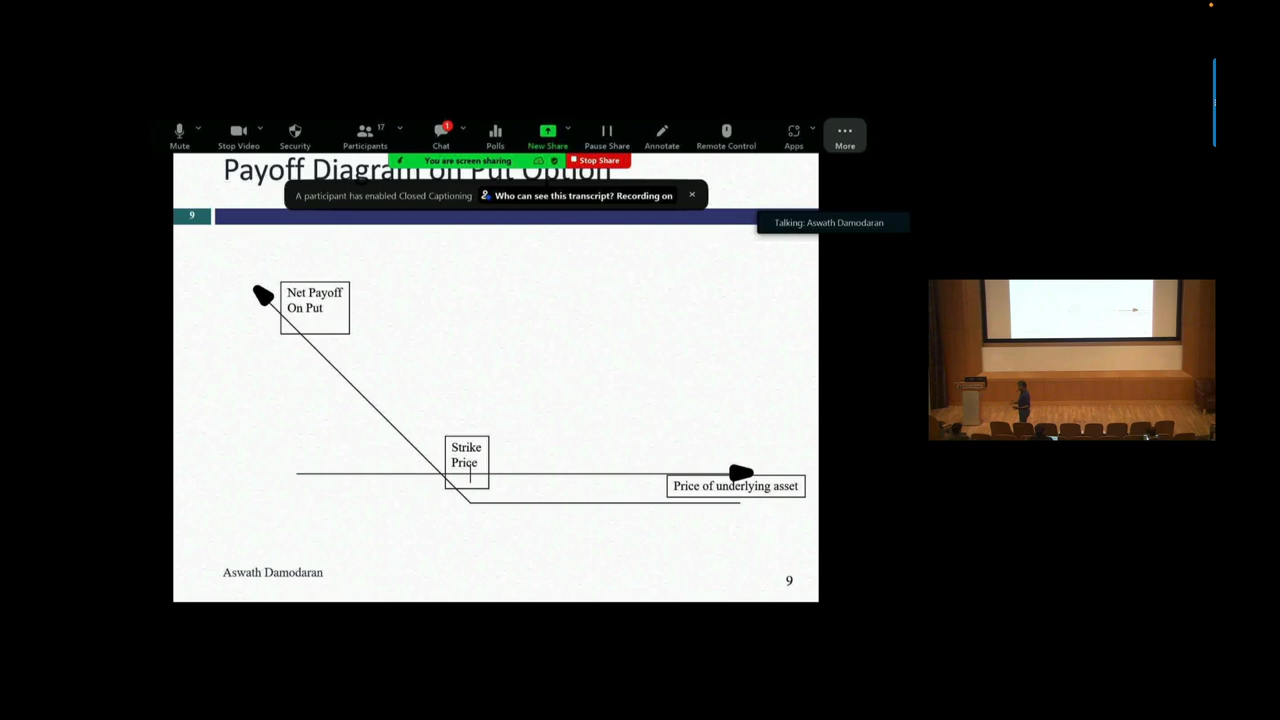 17
1
Mute
Stop Video
Security
Participants
Chat
Polls
New Share
Pause Share
Annotate
Remote Control
Apps
More
You are screen sharing
Stop Share
Payoff Diagram on Put Option
A participant has enabled Closed Captioning
Who can see this transcript? Recording on
9
Talking: Aswath Damodaran
Net Payoff
On Put
Strike
Price
Price of underlying asset
Aswath Damodaran
9